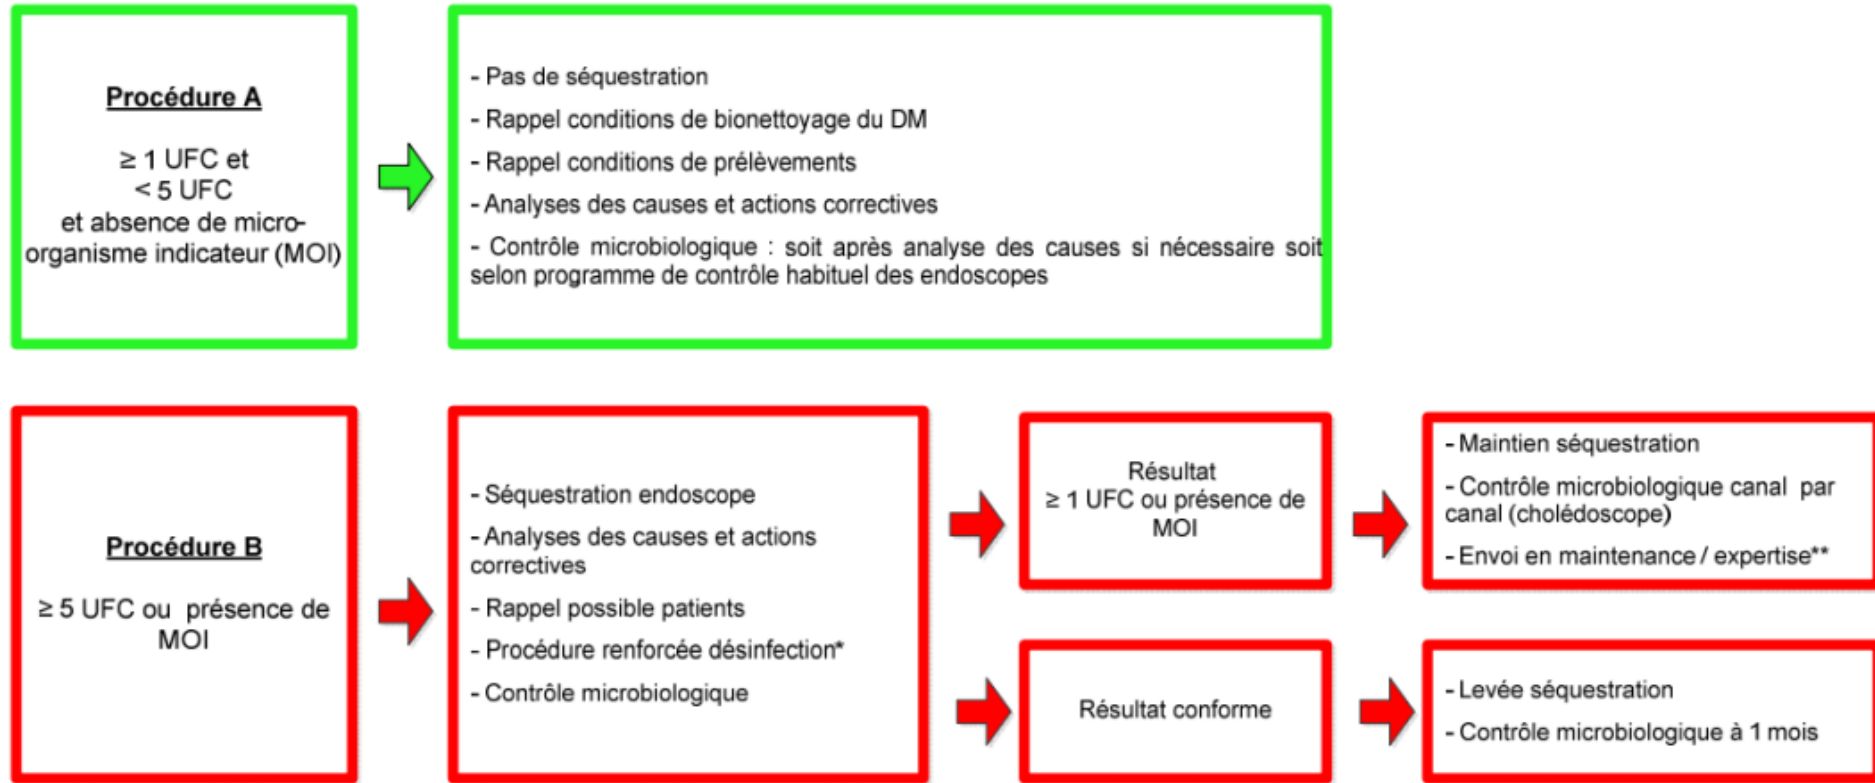 Procédure A
≥ 1 UFC et
< 5 UFC
et absence de micro-
organisme indicateur (MOI)
- Pas de séquestration
- Rappel conditions de bionettoyage du DM
- Rappel conditions de prélèvements
- Analyses des causes et actions correctives
- Contrôle microbiologique : soit après analyse des causes si nécessaire soit
selon programme de contrôle habituel des endoscopes
Procédure B
≥ 5 UFC ou présence de
MOI
- Séquestration endoscope
- Analyses des causes et actions
correctives
- Rappel possible patients
- Procédure renforcée désinfection*
- Contrôle microbiologique
Résultat
≥ 1 UFC ou présence de
MOI
- Maintien séquestration
- Contrôle microbiologique canal par
canal (cholédoscope)
- Envoi en maintenance / expertise**
Résultat conforme
- Levée séquestration
- Contrôle microbiologique à 1 mois